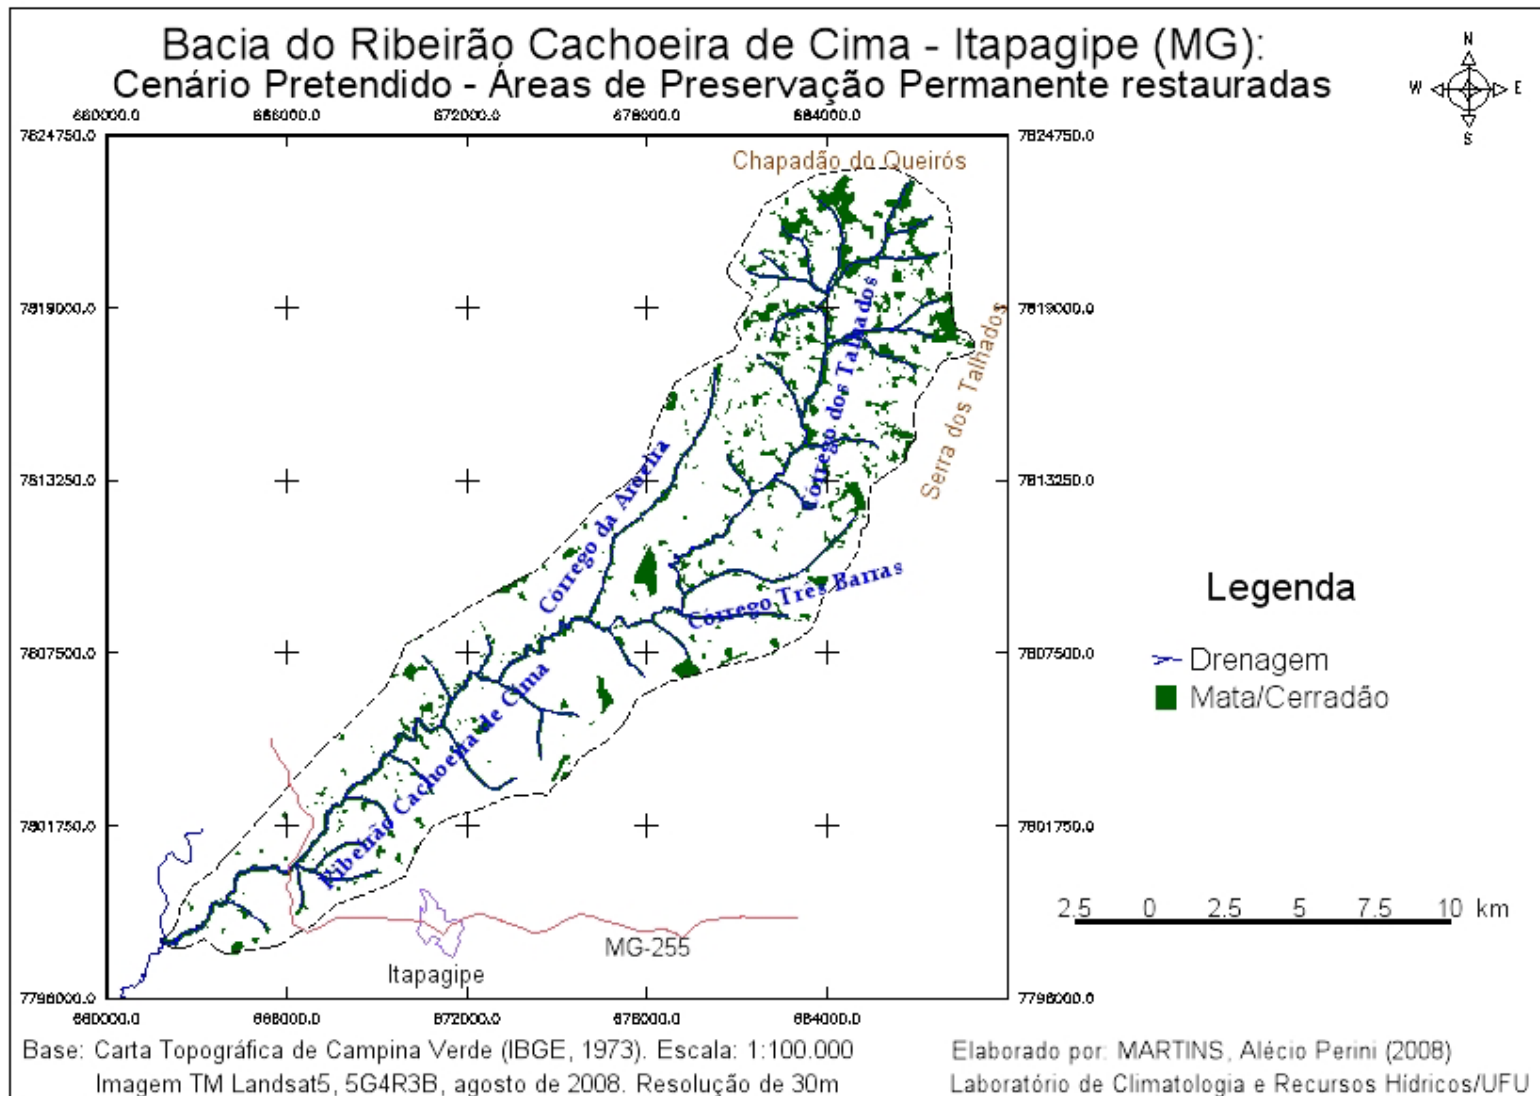 Bacia do Ribeirão Cachoeira de Cima - Itapagipe (MG):
Cenário Pretendido - Áreas de Preservação Permanente restauradas
N
W E
S
660000.0 666000.0 672000.0 678000.0 684000.0
7824750.0 7824750.0
Chapadão do Queirós
7819000.0 7819000.0
Córrego dos Talhados
Serra dos Talhados
7813250.0 7813250.0
Córrego da Aroeira
Córrego Três Barras
Legenda
7807500.0 7807500.0
Drenagem
Mata/Cerradão
Ribeirão Cachoeira de Cima
7801750.0 7801750.0
2.5 0 2.5 5 7.5 10 km
MG-255
Itapagipe
7796000.0 7796000.0
660000.0 666000.0 672000.0 678000.0 684000.0
Base: Carta Topográfica de Campina Verde (IBGE, 1973). Escala: 1:100.000
Imagem TM Landsat5, 5G4R3B, agosto de 2008. Resolução de 30m
Elaborado por: MARTINS, Alécio Perini (2008)
Laboratório de Climatologia e Recursos Hídricos/UFU